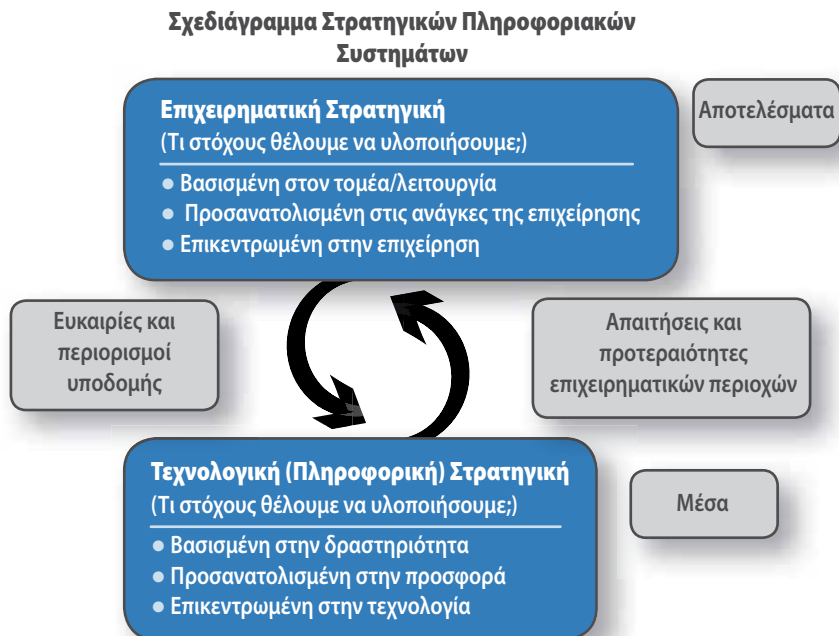 Σχεδιάγραμμα Στρατηγικών Πληροφοριακών
Συστημάτων
Επιχειρηματική Στρατηγική
(Τι στόχους θέλουμε να υλοποιήσουμε;)
● Βασισμένη στον τομέα/λειτουργία
● Προσανατολισμένη στις ανάγκες της επιχείρησης
● Επικεντρωμένη στην επιχείρηση
Αποτελέσματα
Ευκαιρίες και
περιορισμοί
υποδομής
Απαιτήσεις και
προτεραιότητες
επιχειρηματικών περιοχών
Τεχνολογική (Πληροφορική) Στρατηγική
(Τι στόχους θέλουμε να υλοποιήσουμε;)
● Βασισμένη στην δραστηριότητα
● Προσανατολισμένη στην προσφορά
● Επικεντρωμένη στην τεχνολογία
Μέσα